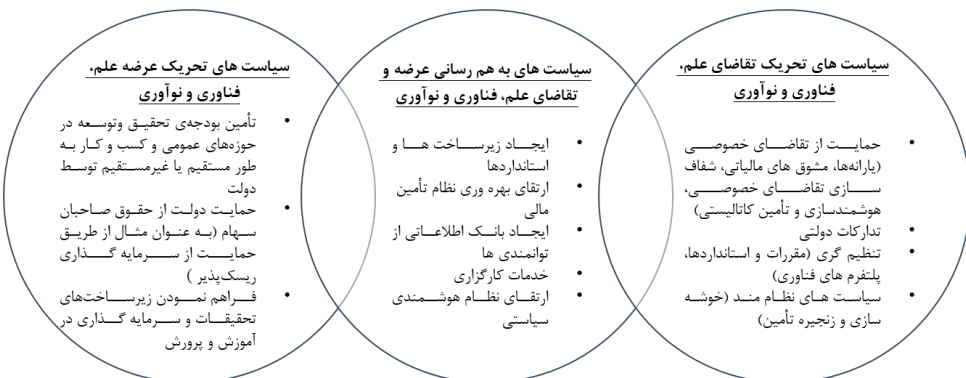 سیاست های تحریک تقاضای علم،
فناوری و نوآوری
• حمایت از تقاضای خصوصی
(یارانه‌ها، مشوق های مالیاتی، شفاف
سازی تقاضای خصوصی،
هوشمندسازی و تأمین کاتالیستی)
• تدارکات دولتی
• تنظیم گری (مقررات و استانداردها،
پلتفرم های فناوری)
• سیاست های نظام مند (خوشه
سازی و زنجیره تأمین)
سیاست های به هم رسانی عرضه و
تقاضای علم، فناوری و نوآوری
• ایجاد زیرساخت ها و
استانداردها
• ارتقای بهره وری نظام تأمین
مالی
• ایجاد بانک اطلاعاتی از
توانمندی ها
• خدمات کارگزاری
• ارتقای نظام هوشمندی
سیاستی
سیاست های تحریک عرضه علم،
فناوری و نوآوری
• تأمین بودجه‌ی تحقیق وتوسعه در
حوزه‌های عمومی و کسب و کار به
طور مستقیم یا غیرمستقیم توسط
دولت
• حمایت دولت از حقوق صاحبان
سهام (به عنوان مثال از طریق
حمایت از سرمایه گذاری
ریسک‌پذیر )
• فراهم نمودن زیرساخت‌های
تحقیقات و سرمایه گذاری در
آموزش و پرورش